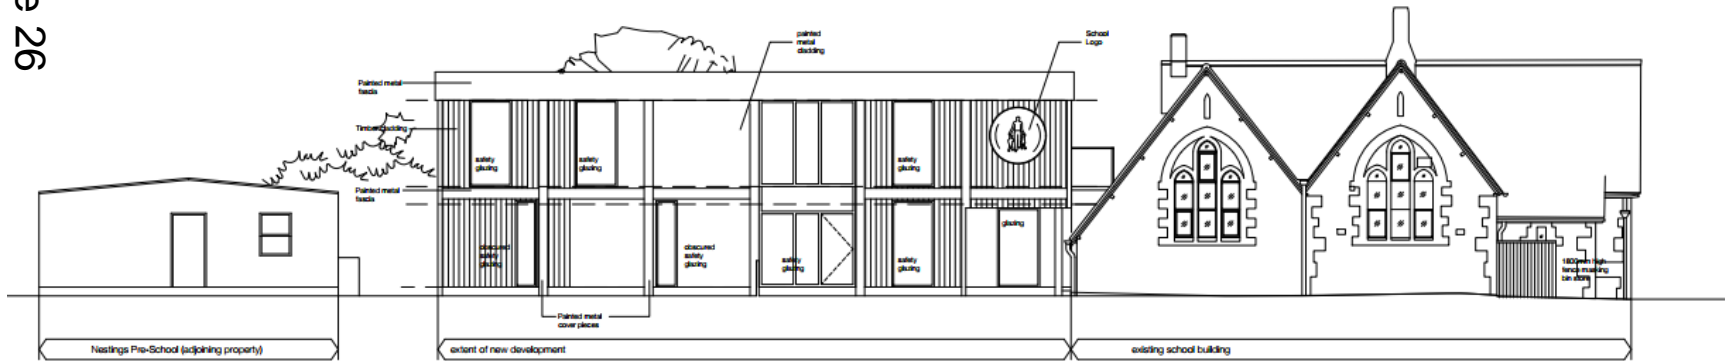 e 26
painted
metal
cladding
School
Logo
Painted metal
fascia
Timber cladding
safety
glazing
safety
glazing
safety
glazing
Painted metal
fascia
glazing
obscured
safety
glazing
obscured
safety
glazing
safety
glazing
safety
glazing
1800mm high
fence masking
bin store
Painted metal
cover pieces
Nestings Pre-School (adjoining property)
extent of new development
existing school building